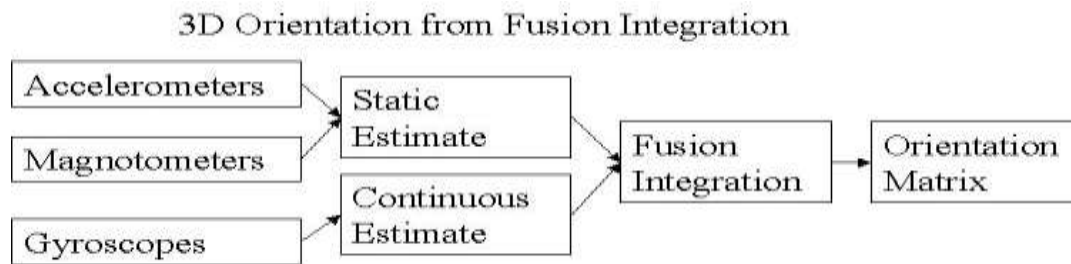 3D Orientation from Fusion Integration
Accelerometers
Magnotometers
Gyroscopes
Static
Estimate
Continuous
Estimate
Fusion
Integration
Orientation
Matrix